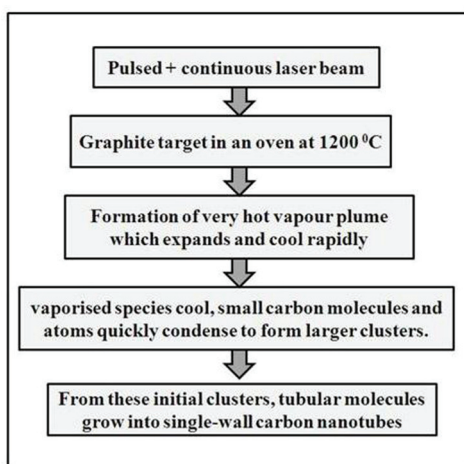 Pulsed + continuous laser beam
Graphite target in an oven at 1200 ⁰C
Formation of very hot vapour plume
which expands and cool rapidly
vaporised species cool, small carbon molecules and
atoms quickly condense to form larger clusters.
From these initial clusters, tubular molecules
grow into single-wall carbon nanotubes